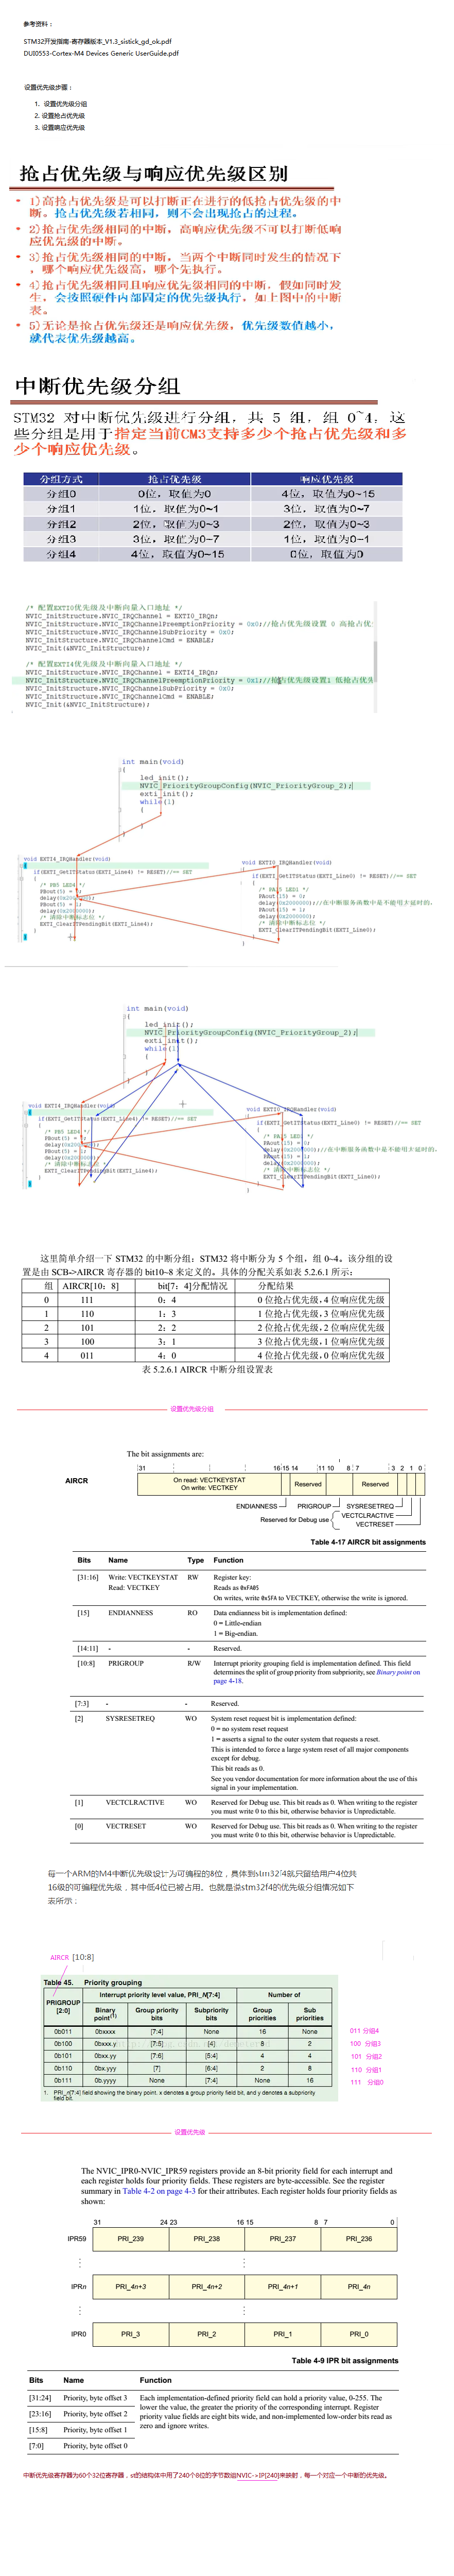 参考资料：
STM32开发指南-寄存器版本_V1.3_sistick_gd_ok.pdf
DUI0553-Cortex-M4 Devices Generic UserGuide.pdf
设置优先级步骤：
1. 设置优先级分组
2. 设置抢占优先级
3. 设置响应优先级
抢占优先级与响应优先级区别
• 1)高抢占优先级是可以打断正在进行的低抢占优先级的中
断。抢占优先级若相同，则不会出现抢占的过程。
• 2)抢占优先级相同的中断，高响应优先级不可以打断低响
应优先级的中断。
• 3)抢占优先级相同的中断，当两个中断同时发生的情况下
，哪个响应优先级高，哪个先执行。
• 4)抢占优先级相同且响应优先级相同的中断，假如同时发
生，会按照硬件内部固定的优先级执行，如上图中的中断
表。
• 5)无论是抢占优先级还是响应优先级，优先级数值越小，
就代表优先级越高。
中断优先级分组
STM32 对中断优先级进行分组，共 5 组，组 0~4，这
些分组是用于指定当前CM3支持多少个抢占优先级和多
少个响应优先级。
分组方式 抢占优先级 响应优先级
分组0 0位，取值为0 4位，取值为0~15
分组1 1位，取值为0~1 3位，取值为0~7
分组2 2位，取值为0~3 2位，取值为0~3
分组3 3位，取值为0~7 1位，取值为0~1
分组4 4位，取值为0~15 0位，取值为0
/* 配置EXTI0优先级及中断向量入口地址 */
NVIC_InitStructure.NVIC_IRQChannel = EXTI0_IRQn;
NVIC_InitStructure.NVIC_IRQChannelPreemptionPriority = 0x0;//抢占优先级设置 0 高抢占优
NVIC_InitStructure.NVIC_IRQChannelSubPriority = 0x0;
NVIC_InitStructure.NVIC_IRQChannelCmd = ENABLE;
NVIC_Init(&NVIC_InitStructure);
/* 配置EXTI4优先级及中断向量入口地址 */
NVIC_InitStructure.NVIC_IRQChannel = EXTI4_IRQn;
NVIC_InitStructure.NVIC_IRQChannelPreemptionPriority = 0x1;//抢占优先级设置1 低抢占优先
NVIC_InitStructure.NVIC_IRQChannelSubPriority = 0x0;
NVIC_InitStructure.NVIC_IRQChannelCmd = ENABLE;
NVIC_Init(&NVIC_InitStructure);
int main(void)
{
led_init();
NVIC_PriorityGroupConfig(NVIC_PriorityGroup_2);
exti_init();
while(1)
{
}
}
void EXTI4_IRQHandler(void)
{
if(EXTI_GetITStatus(EXTI_Line4) != RESET)//== SET
{
/* PB5 LED4 */
PBout(5) = 0;
delay(0x2000000);
PBout(5) = 1;
delay(0x2000000);
/* 清除中断标志位 */
EXTI_ClearITPendingBit(EXTI_Line4);
}
}
void EXTI0_IRQHandler(void)
{
if(EXTI_GetITStatus(EXTI_Line0) != RESET)//== SET
{
/* PA15 LED1 */
PAout(15) = 0;
delay(0x2000000);//在中断服务函数中是不能用太延时的，
PAout(15) = 1;
delay(0x2000000);
/* 清除中断标志位 */
EXTI_ClearITPendingBit(EXTI_Line0);
}
}
int main(void)
{
led_init();
NVIC_PriorityGroupConfig(NVIC_PriorityGroup_2);
exti_init();
while(1)
{
}
}
void EXTI4_IRQHandler(void)
{
if(EXTI_GetITStatus(EXTI_Line4) != RESET)//== SET
{
/* PB5 LED4 */
PBout(5) = 0;
delay(0x2000000);
PBout(5) = 1;
delay(0x2000000);
/* 清除中断标志位 */
EXTI_ClearITPendingBit(EXTI_Line4);
}
}
void EXTI0_IRQHandler(void)
{
if(EXTI_GetITStatus(EXTI_Line0) != RESET)//== SET
{
/* PA15 LED1 */
PAout(15) = 0;
delay(0x2000000);//在中断服务函数中是不能用太延时的，
PAout(15) = 1;
delay(0x2000000);
/* 清除中断标志位 */
EXTI_ClearITPendingBit(EXTI_Line0);
}
}
这里简单介绍一下 STM32 的中断分组：STM32 将中断分为 5 个组，组 0~4。该分组的设
置是由 SCB->AIRCR 寄存器的 bit10~8 来定义的。具体的分配关系如表 5.2.6.1 所示：
组 AIRCR[10：8] bit[7：4]分配情况 分配结果
0 111 0：4 0 位抢占优先级,4 位响应优先级
1 110 1：3 1 位抢占优先级,3 位响应优先级
2 101 2：2 2 位抢占优先级,2 位响应优先级
3 100 3：1 3 位抢占优先级,1 位响应优先级
4 011 4：0 4 位抢占优先级,0 位响应优先级
表 5.2.6.1 AIRCR 中断分组设置表
设置优先级分组
The bit assignments are:
31 16 15 14 11 10 8 7 3 2 1 0
AIRCR
On read: VECTKEYSTAT
On write: VECTKEY
Reserved Reserved
ENDIANNESS PRIGROUP SYSRESETREQ
Reserved for Debug use VECTCLRACTIVE
VECTRESET
Table 4-17 AIRCR bit assignments
Bits Name Type Function
[31:16] Write: VECTKEYSTAT RW Register key:
Read: VECTKEY Reads as 0xFA05
On writes, write 0x5FA to VECTKEY, otherwise the write is ignored.
[15] ENDIANNESS RO Data endianness bit is implementation defined:
0 = Little-endian
1 = Big-endian.
[14:11] - - Reserved.
[10:8] PRIGROUP R/W Interrupt priority grouping field is implementation defined. This field
determines the split of group priority from subpriority, see Binary point on
page 4-18.
[7:3] - - Reserved.
[2] SYSRESETREQ WO System reset request bit is implementation defined:
0 = no system reset request
1 = asserts a signal to the outer system that requests a reset.
This is intended to force a large system reset of all major components
except for debug.
This bit reads as 0.
See you vendor documentation for more information about the use of this
signal in your implementation.
[1] VECTCLRACTIVE WO Reserved for Debug use. This bit reads as 0. When writing to the register
you must write 0 to this bit, otherwise behavior is Unpredictable.
[0] VECTRESET WO Reserved for Debug use. This bit reads as 0. When writing to the register
you must write 0 to this bit, otherwise behavior is Unpredictable.
每一个ARM的M4中断优先级设计为可编程的8位，具体到stm32f4就只留给用户4位共
16级的可编程优先级，其中低4位已被占用。也就是说stm32f4的优先级分组情况如下
表所示：
AIRCR [10:8]
Table 45. Priority grouping
PRIGROUP
[2:0]
Interrupt priority level value, PRI_N[7:4] Number of
Binary
point(1)
Group priority
bits
Subpriority
bits
Group
priorities
Sub
priorities
0b011 0bxxxx [7:4] None 16 None
0b100 0bxxx.y [7:5] [4] 8 2
0b101 0bxx.yy [7:6] [5:4] 4 4
0b110 0bx.yyy [7] [6:4] 2 8
0b111 0b.yyyy None [7:4] None 16
1. PRI_n[7:4] field showing the binary point. x denotes a group priority field bit, and y denotes a subpriority
field bit.
011 分组4
100 分组3
101 分组2
110 分组1
111 分组0
设置优先级
The NVIC_IPR0-NVIC_IPR59 registers provide an 8-bit priority field for each interrupt and
each register holds four priority fields. These registers are byte-accessible. See the register
summary in Table 4-2 on page 4-3 for their attributes. Each register holds four priority fields as
shown:
31 24 23 16 15 8 7 0
IPR59 PRI_239 PRI_238 PRI_237 PRI_236
IPRn PRI_4n+3 PRI_4n+2 PRI_4n+1 PRI_4n
IPR0 PRI_3 PRI_2 PRI_1 PRI_0
Table 4-9 IPR bit assignments
Bits Name Function
[31:24] Priority, byte offset 3 Each implementation-defined priority field can hold a priority value, 0-255. The
lower the value, the greater the priority of the corresponding interrupt. Register
[23:16] Priority, byte offset 2 priority value fields are eight bits wide, and non-implemented low-order bits read as
zero and ignore writes.
[15:8] Priority, byte offset 1
[7:0] Priority, byte offset 0
中断优先级寄存器为60个32位寄存器，st的结构体中用了240个8位的字节数组NVIC->IP[240]来映射，每一个对应一个中断的优先级。